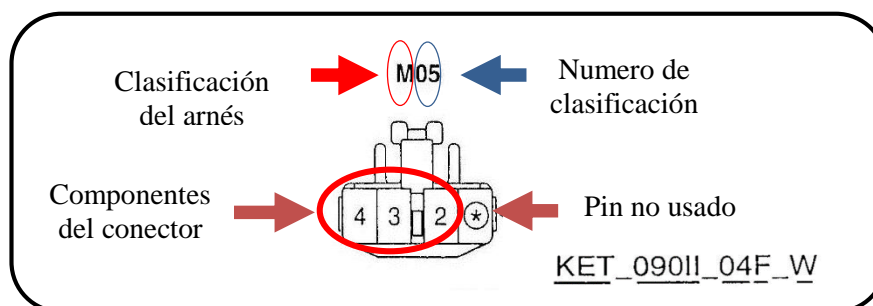 Clasificación
del arnés
M05
Numero de
clasificación
Componentes
del conector
4 3 2 *
Pin no usado
KET_090II_04F_W